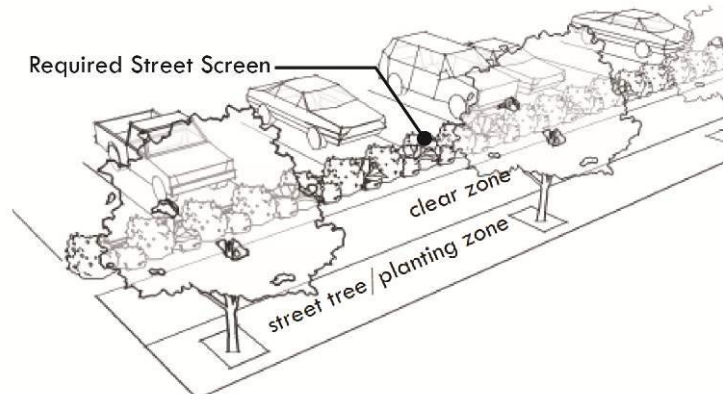 Required Street Screen
clear zone
street tree/planting zone